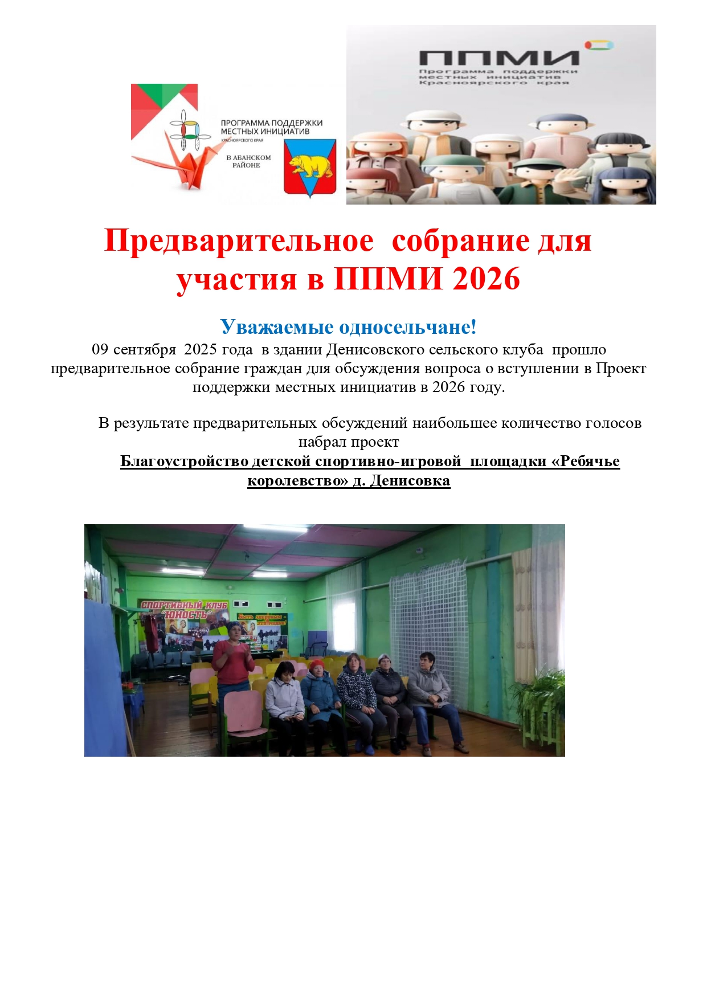 ППМИ
Программа поддержки
местных инициатив
Красноярского края
ПРОГРАММА ПОДДЕРЖКИ
МЕСТНЫХ ИНИЦИАТИВ
КРАСНОЯРСКОГО КРАЯ
В АБАНСКОМ
РАЙОНЕ
Предварительное собрание для
участия в ППМИ 2026
Уважаемые односельчане!
09 сентября 2025 года в здании Денисовского сельского клуба прошло
предварительное собрание граждан для обсуждения вопроса о вступлении в Проект
поддержки местных инициатив в 2026 году.
В результате предварительных обсуждений наибольшее количество голосов
набрал проект
Благоустройство детской спортивно-игровой площадки «Ребячье
королевство» д. Денисовка
СПОРТИВНЫЙ КЛУБ
"ЮНОСТЬ"
Быть здоровым -